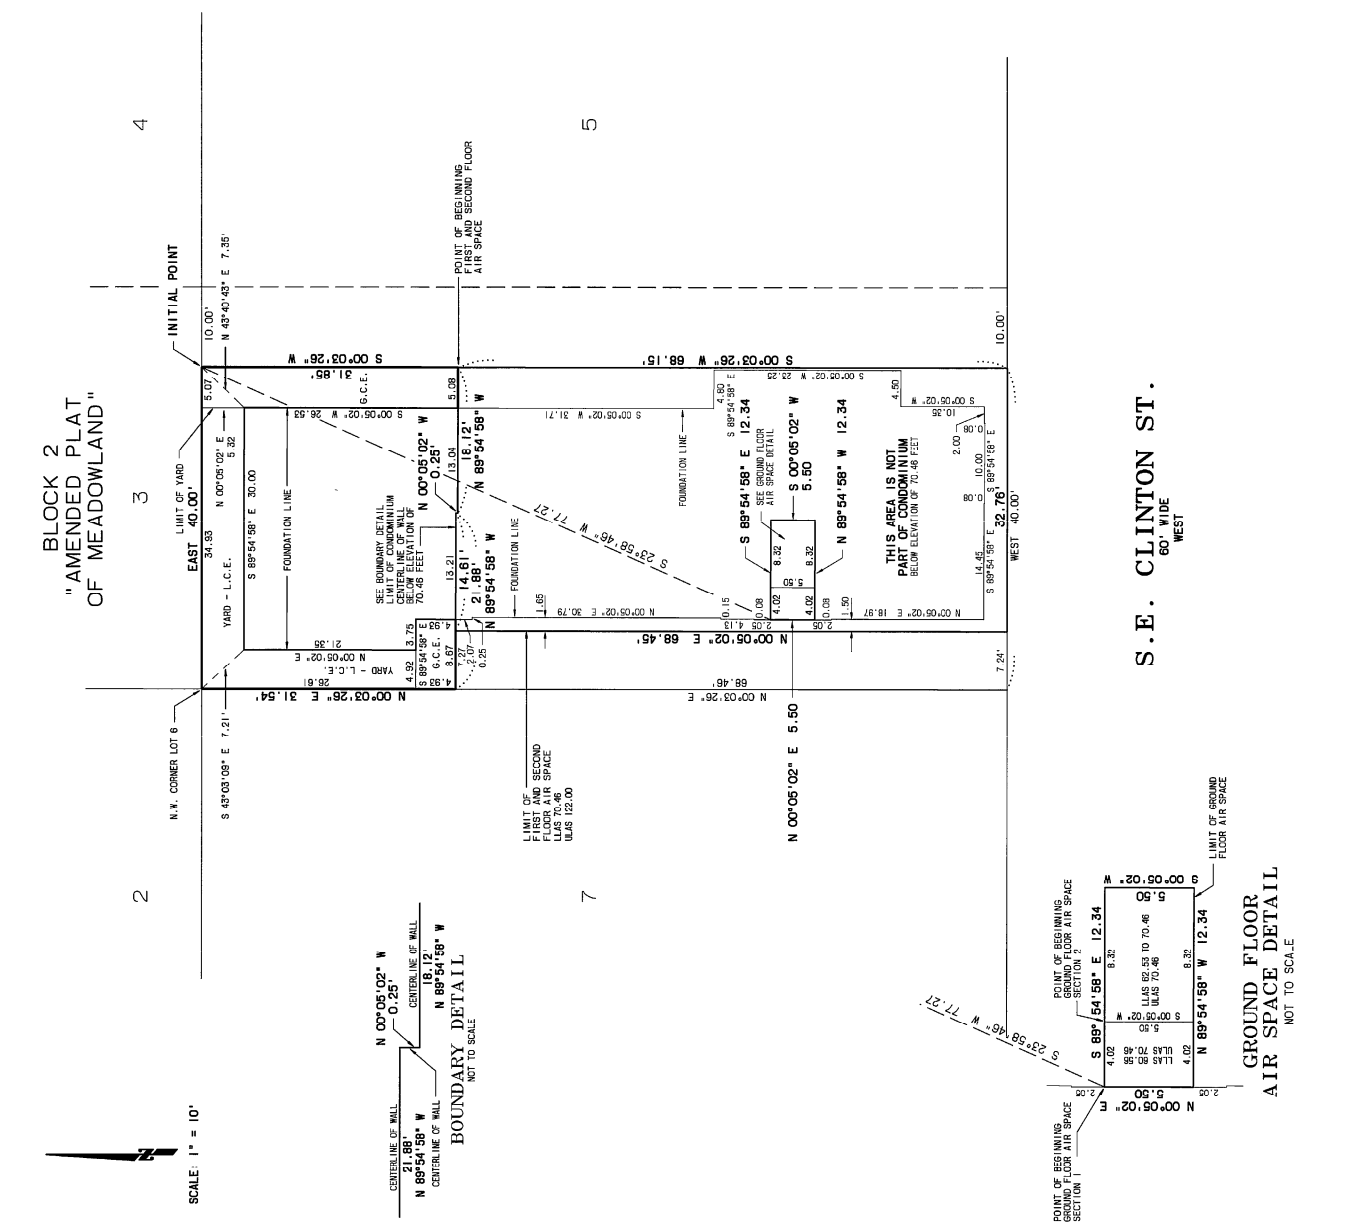 BLOCK 2
"AMENDED PLAT
OF MEADOWLAND"
4
3
2
5
7
INITIAL POINT
10.00'
N 43°40'43" E 7.35'
5.07
LIMIT OF YARD
EAST 40.00'
34.93
N 00°05'02" E
5.32
YARD - L.C.E.
S 89°54'58' E 30.00
FOUNDATION LINE
N.W. CORNER LOT 6
S 43°03'09" E 7.21'
S 00°03'26" W
31.85'
G.C.E.
S 00°05'02" W 26.53
5.08
POINT OF BEGINNING
FIRST AND SECOND FLOOR
AIR SPACE
21.35
N 00°05'02" E
YARD - L.C.E.
26.61
N 00°03'26" E 31.54'
SEE BOUNDARY DETAIL
LIMIT OF CONDOMINIUM
CENTERLINE OF WALL
BELOW ELEVATION OF
70.46 FEET
N 00°05'02" W
0.25'
13.04
18.12'
N 89°54'58" W
13.21
14.61'
21.88'
N 89°54'58" W
4.92
3.75
S 89°54'58" E
G.C.E.
4.93
4.93
8.67
7.27
2.07
0.25
S 00°03'26" W 68.15'
S 00°05'02" W 31.71
FOUNDATION LINE
FOUNDATION LINE
1.65
N 00°05'02" E 30.79
S 23°58'46" W 77.27
N 00°05'02" E 68.45'
N 00°03'26" E
68.46'
LIMIT OF
FIRST AND SECOND
FLOOR AIR SPACE
LLAS 70.46
ULAS 122.00
4.80
S 89°54'58" E
S 00°05'02" W 23.25
4.50
S 00°05'02" W
10.35
S 89°54'58" E 12.34
SEE GROUND FLOOR
AIR SPACE DETAIL
S 00°05'02" W
5.50
N 89°54'58" W 12.34
8.32
8.32
5.50
4.02
4.02
0.15
0.08
4.13
2.05
0.08
2.05
1.50
N 00°05'02" E 18.97
THIS AREA IS NOT
PART OF CONDOMINIUM
BELOW ELEVATION OF 70.46 FEET
2.00
0.08
10.00
0.08
S 89°54'58" E
14.45
S 89°54'58" E
32.76'
WEST 40.00'
10.00'
7.24'
N 00°05'02" E 5.50
S.E. CLINTON ST.
60' WIDE
WEST
SCALE: 1" = 10'
N
CENTERLINE OF WALL
21.88'
N 89°54'58" W
CENTERLINE OF WALL
N 00°05'02" W
0.25'
CENTERLINE OF WALL
18.12'
N 89°54'58" W
BOUNDARY DETAIL
NOT TO SCALE
POINT OF BEGINNING
GROUND FLOOR AIR SPACE
SECTION 1
POINT OF BEGINNING
GROUND FLOOR AIR SPACE
SECTION 2
S 23°58'46" W 77.27'
S 89°54'58" E 12.34
4.02
8.32
LLAS 60.56
ULAS 70.46
5.50
S 00°05'02" W
LLAS 62.53 TO 70.46
ULAS 70.46
S 00°05'02" W
5.50
4.02
8.32
N 89°54'58" W 12.34
2.05
5.50
N 00°05'02" E
2.05
LIMIT OF GROUND
FLOOR AIR SPACE
GROUND FLOOR
AIR SPACE DETAIL
NOT TO SCALE